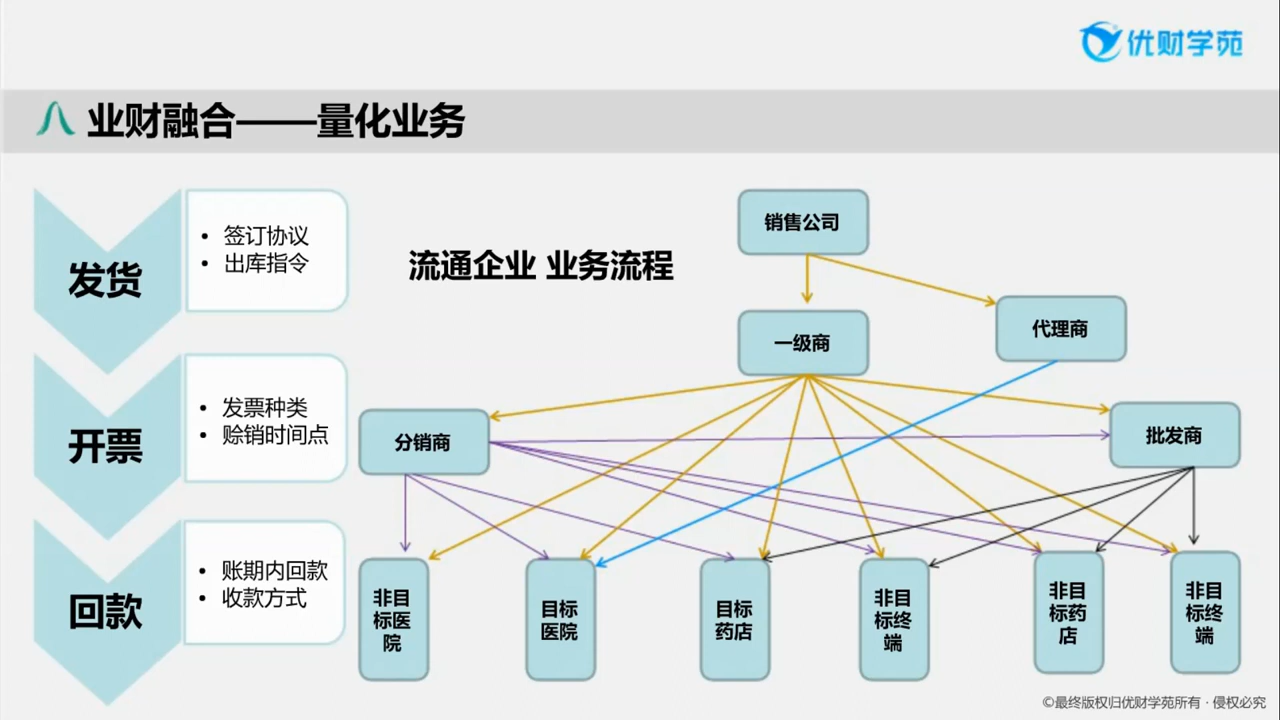 优财学苑
业财融合——量化业务
发货
• 签订协议
• 出库指令
开票
• 发票种类
• 赊销时间点
回款
• 账期内回款
• 收款方式
流通企业 业务流程
销售公司
一级商
代理商
分销商
批发商
非目
标医
院
目标
医院
目标
药店
非目
标终
端
非目
标药
店
非目
标终
端
©最终版权归优财学苑所有 · 侵权必究